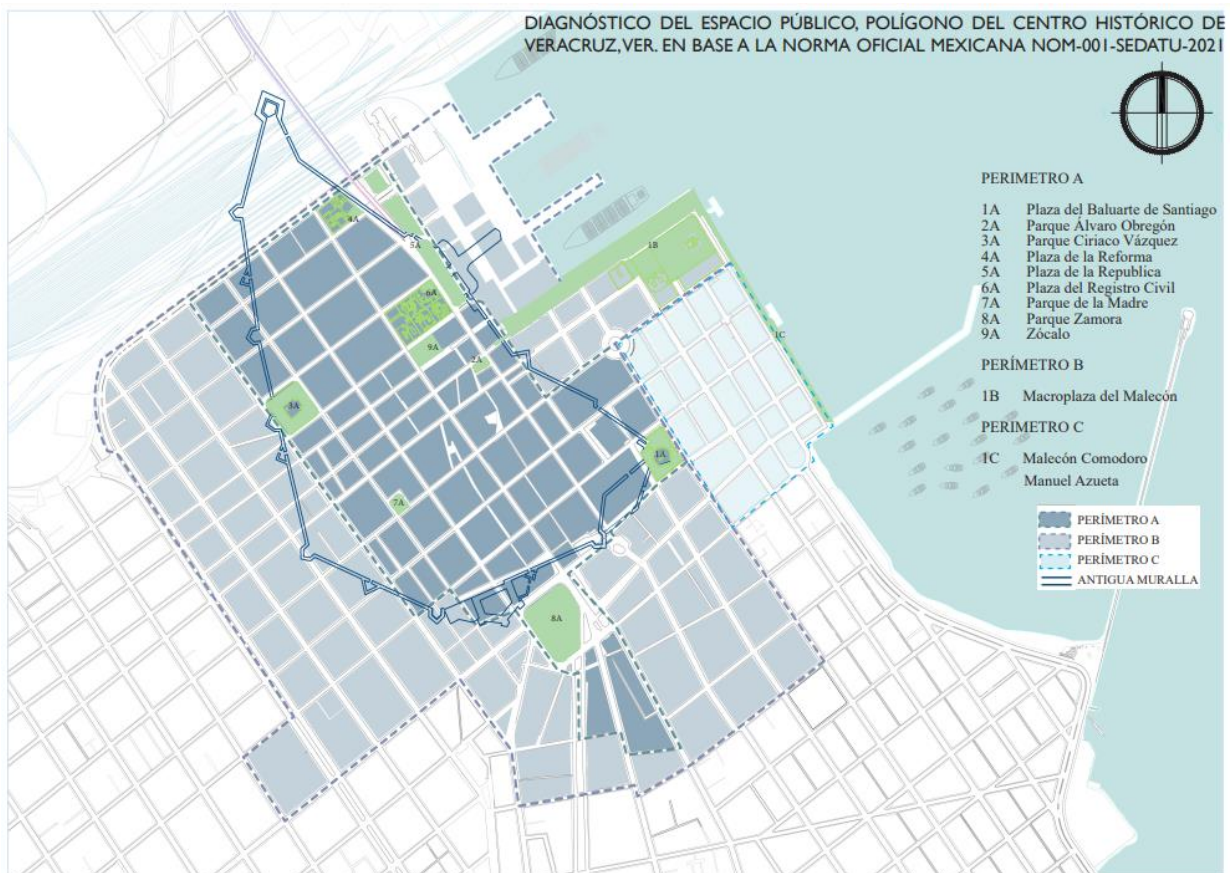 DIAGNÓSTICO DEL ESPACIO PÚBLICO, POLÍGONO DEL CENTRO HISTÓRICO DE
VERACRUZ, VER. EN BASE A LA NORMA OFICIAL MEXICANA NOM-001-SEDATU-2021
PERIMETRO A
1A Plaza del Baluarte de Santiago
2A Parque Álvaro Obregón
3A Parque Ciriaco Vázquez
4A Plaza de la Reforma
5A Plaza de la Republica
6A Plaza del Registro Civil
7A Parque de la Madre
8A Parque Zamora
9A Zócalo
PERÍMETRO B
1B Macroplaza del Malecón
PERÍMETRO C
1C Malecón Comodoro
Manuel Azueta
PERÍMETRO A
PERÍMETRO B
PERÍMETRO C
ANTIGUA MURALLA
4A
5A
1B
6A
1C
9A
2A
3A
1A
7A
8A